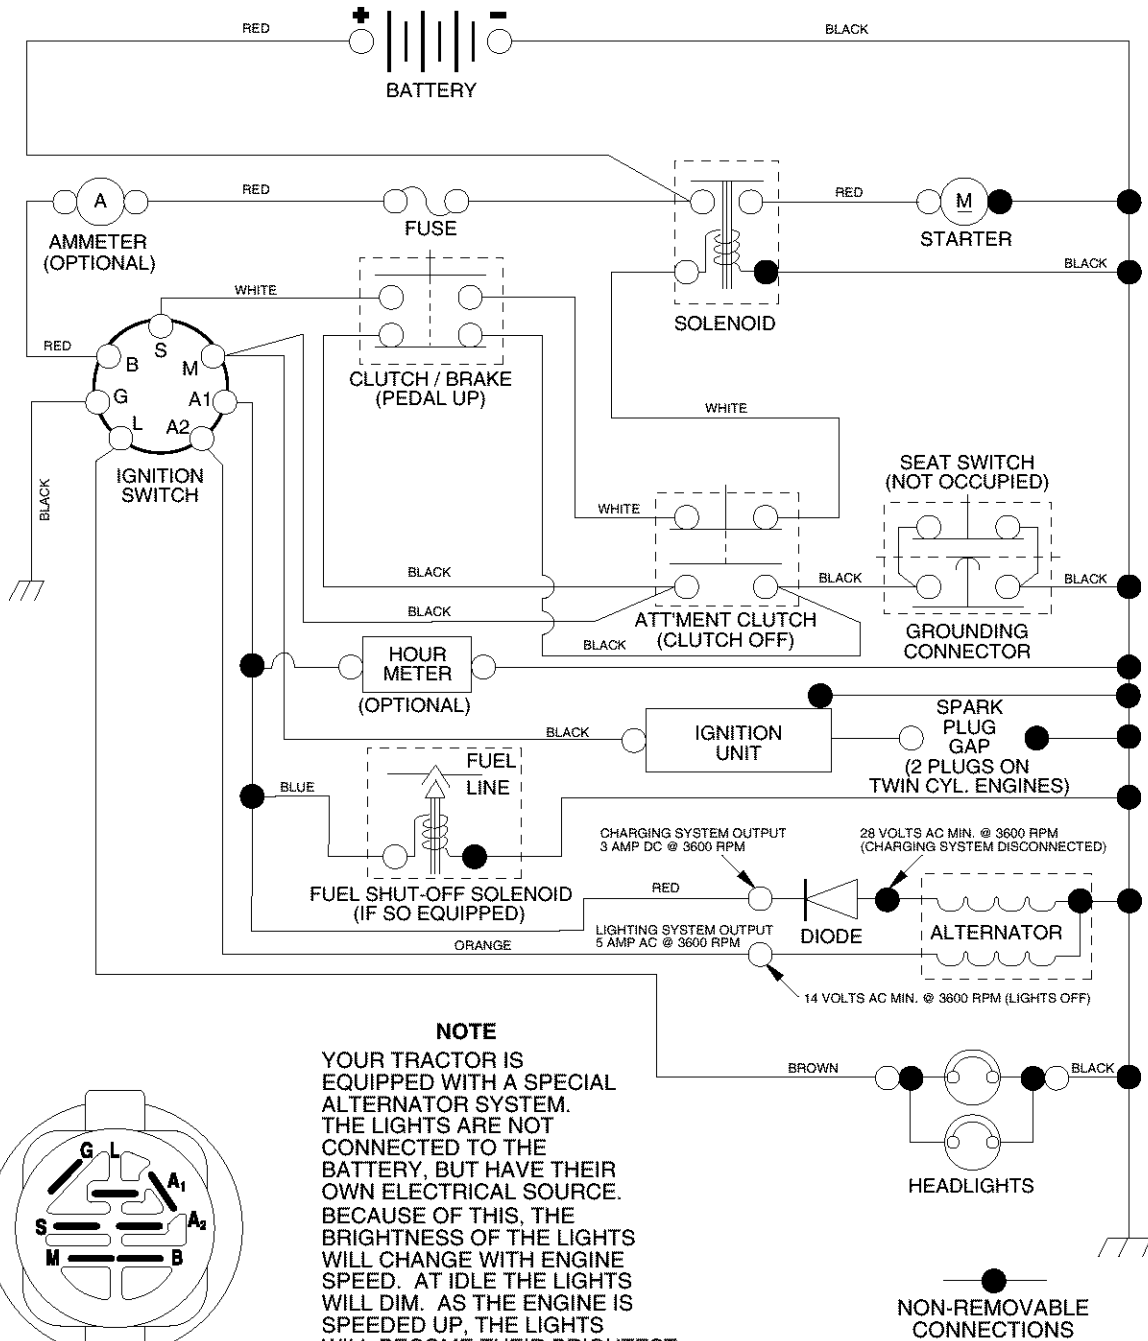 + −
RED
BLACK
BATTERY
A
RED
RED
M
AMMETER
(OPTIONAL)
FUSE
STARTER
BLACK
WHITE
SOLENOID
RED
S
B
M
CLUTCH / BRAKE
(PEDAL UP)
G
A1
L
A2
WHITE
IGNITION
SWITCH
SEAT SWITCH
(NOT OCCUPIED)
BLACK
WHITE
BLACK
BLACK
BLACK
BLACK
ATT'MENT CLUTCH
(CLUTCH OFF)
GROUNDING
CONNECTOR
BLACK
HOUR
METER
(OPTIONAL)
BLACK
IGNITION
UNIT
SPARK
PLUG
GAP
(2 PLUGS ON
TWIN CYL. ENGINES)
FUEL
LINE
BLUE
CHARGING SYSTEM OUTPUT
3 AMP DC @ 3600 RPM
28 VOLTS AC MIN. @ 3600 RPM
(CHARGING SYSTEM DISCONNECTED)
FUEL SHUT-OFF SOLENOID
(IF SO EQUIPPED)
RED
DIODE
ALTERNATOR
LIGHTING SYSTEM OUTPUT
5 AMP AC @ 3600 RPM
ORANGE
14 VOLTS AC MIN. @ 3600 RPM (LIGHTS OFF)
BROWN
BLACK
HEADLIGHTS
NOTE
YOUR TRACTOR IS
EQUIPPED WITH A SPECIAL
ALTERNATOR SYSTEM.
THE LIGHTS ARE NOT
CONNECTED TO THE
BATTERY, BUT HAVE THEIR
OWN ELECTRICAL SOURCE.
BECAUSE OF THIS, THE
BRIGHTNESS OF THE LIGHTS
WILL CHANGE WITH ENGINE
SPEED. AT IDLE THE LIGHTS
WILL DIM. AS THE ENGINE IS
SPEEDED UP, THE LIGHTS
WILL BECOME THEIR BRIGHTEST
G L
A1
S
A2
M
B
NON-REMOVABLE
CONNECTIONS